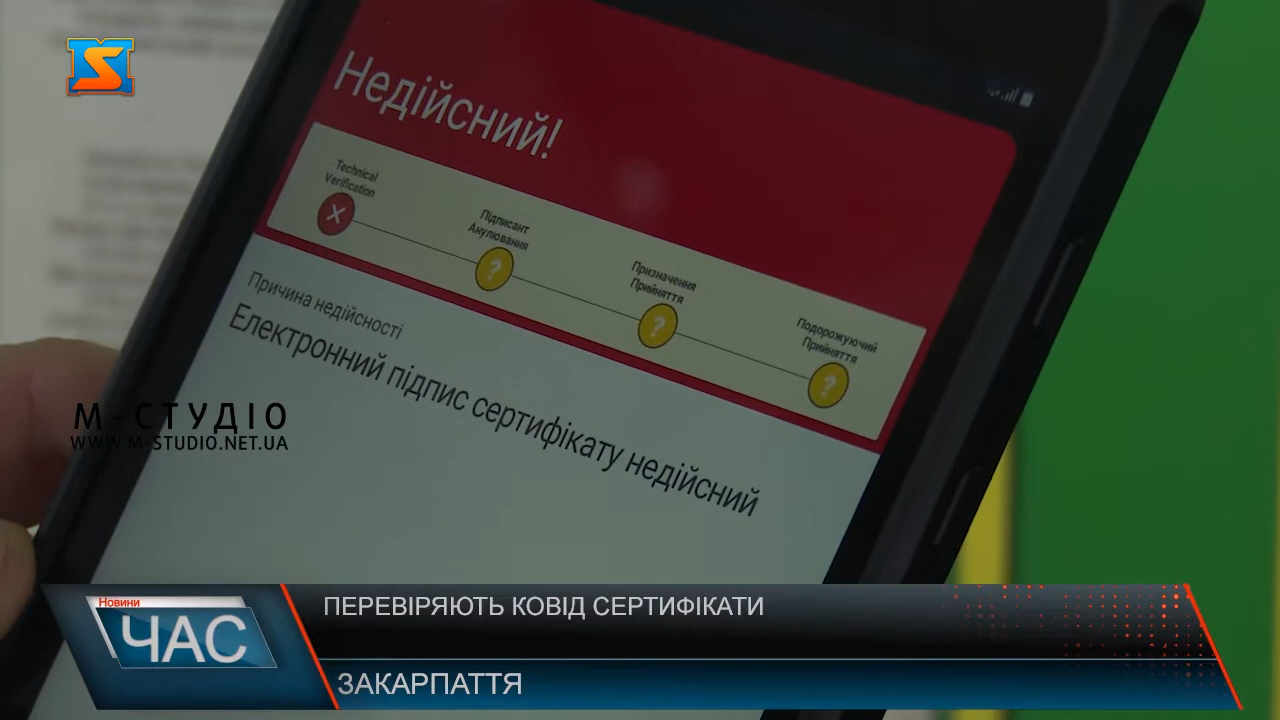 Недійсний!
Technical
Verification
Підписант
Анулювання
Призначення
Прийняття
Подорожуючий
Прийняття
Причина недійсності
Електронний підпис сертифікату недійсний
М-СТУДІО
WWW.M-STUDIO.NET.UA
Новини
ЧАС
ПЕРЕВІРЯЮТЬ КОВІД СЕРТИФІКАТИ
ЗАКАРПАТТЯ